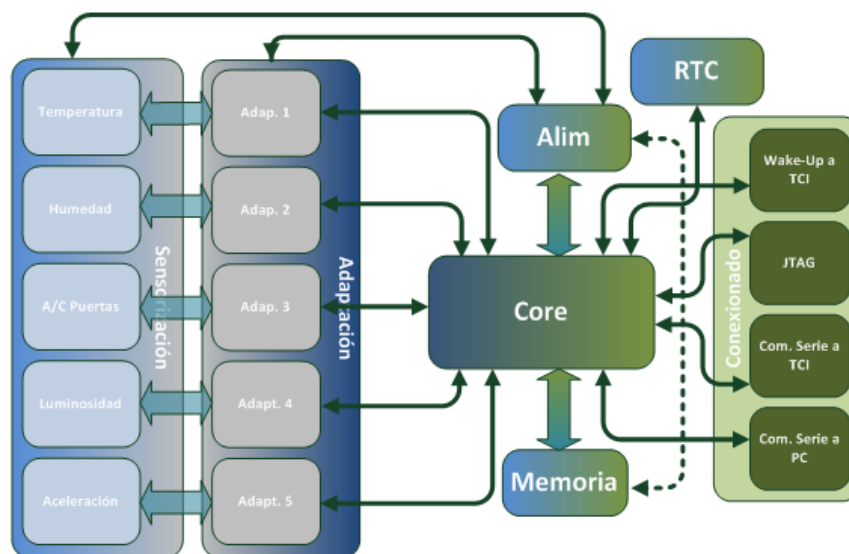 Temperatura
Humedad
A/C Puertas
Luminosidad
Aceleración
Sensorización
Adap. 1
Adap. 2
Adap. 3
Adapt. 4
Adapt. 5
Adaptación
Alim
Core
Memoria
RTC
Conexionado
Wake-Up a
TCI
JTAG
Com. Serie a
TCI
Com. Serie a
PC